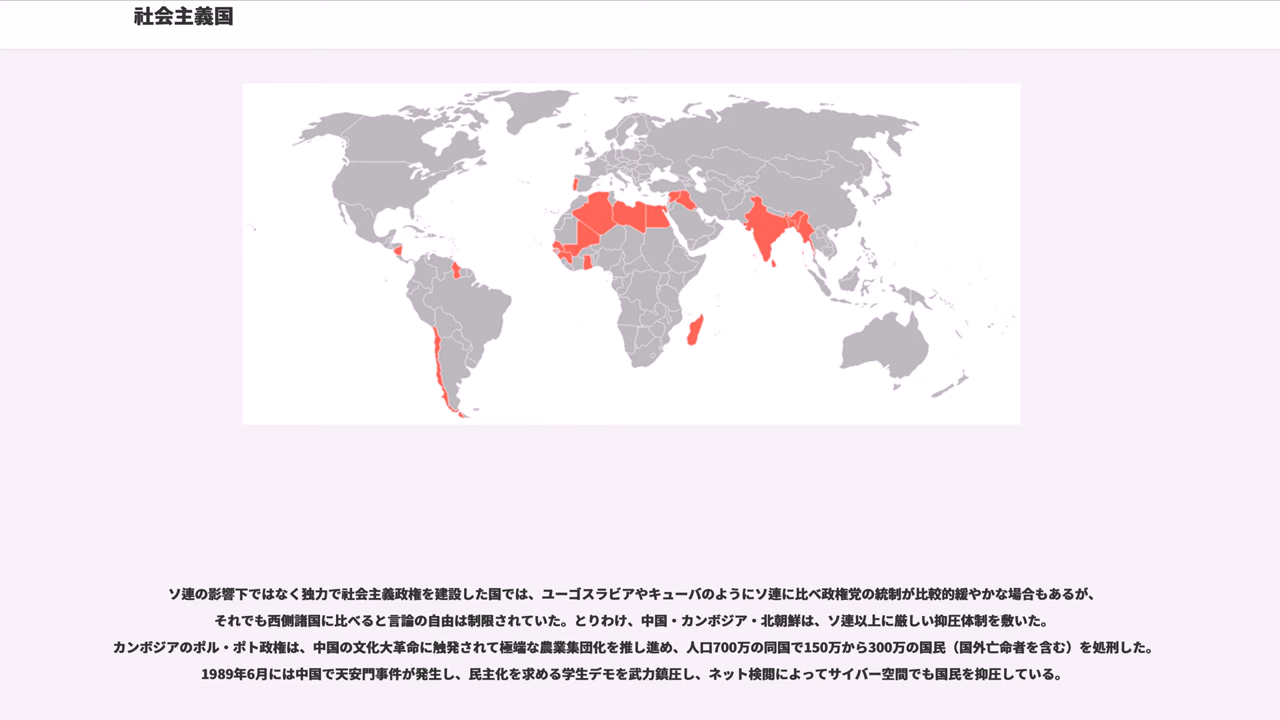 社会主義国
ソ連の影響下ではなく独力で社会主義政権を建設した国では、ユーゴスラビアやキューバのようにソ連に比べ政権党の統制が比較的緩やかな場合もあるが、
それでも西側諸国に比べると言論の自由は制限されていた。とりわけ、中国・カンボジア・北朝鮮は、ソ連以上に厳しい抑圧体制を敷いた。
カンボジアのポル・ポト政権は、中国の文化大革命に触発されて極端な農業集団化を推し進め、人口700万の同国で150万から300万の国民（国外亡命者を含む）を処刑した。
1989年6月には中国で天安門事件が発生し、民主化を求める学生デモを武力鎮圧し、ネット検閲によってサイバー空間でも国民を抑圧している。